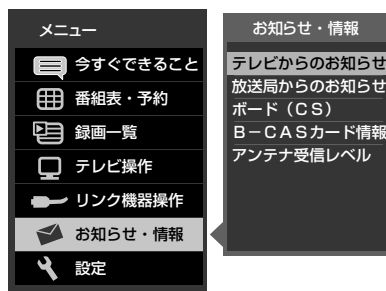 メニュー
今すぐできること
番組表・予約
録画一覧
テレビ操作
リンク機器操作
お知らせ・情報
設定
お知らせ・情報
テレビからのお知らせ
放送局からのお知らせ
ボード(CS)
B-CASカード情報
アンテナ受信レベル